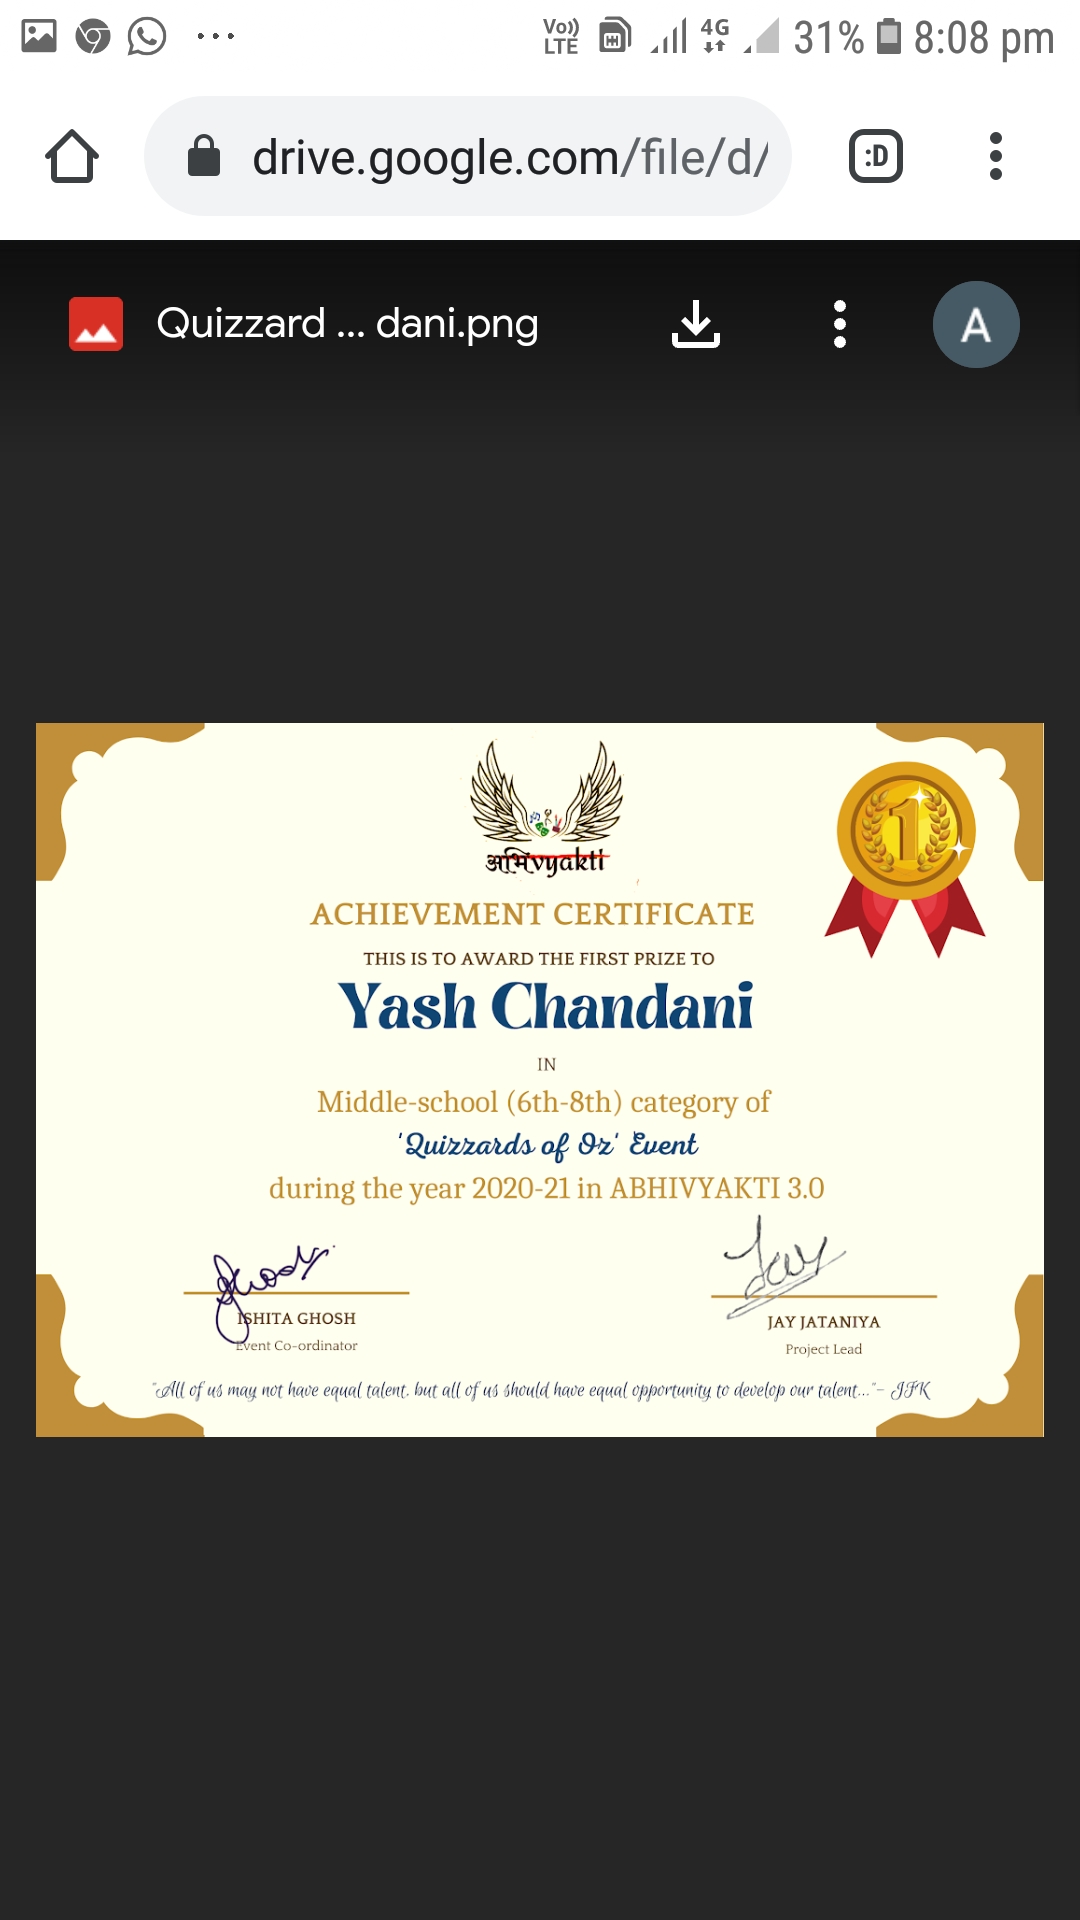 Vo)) LTE 4G 31% 8:08 pm
drive.google.com/file/d/
:D
Quizzard ... dani.png
A
अभिvyakti
1
ACHIEVEMENT CERTIFICATE
THIS IS TO AWARD THE FIRST PRIZE TO
Yash Chandani
IN
Middle-school (6th-8th) category of
'Quizzards of Oz' Event
during the year 2020-21 in ABHIVYAKTI 3.0
Jay
ISHITA GHOSH
JAY JATANIYA
Event Co-ordinator
Project Lead
"All of us may not have equal talent, but all of us should have equal opportunity to develop our talent..."- JFK